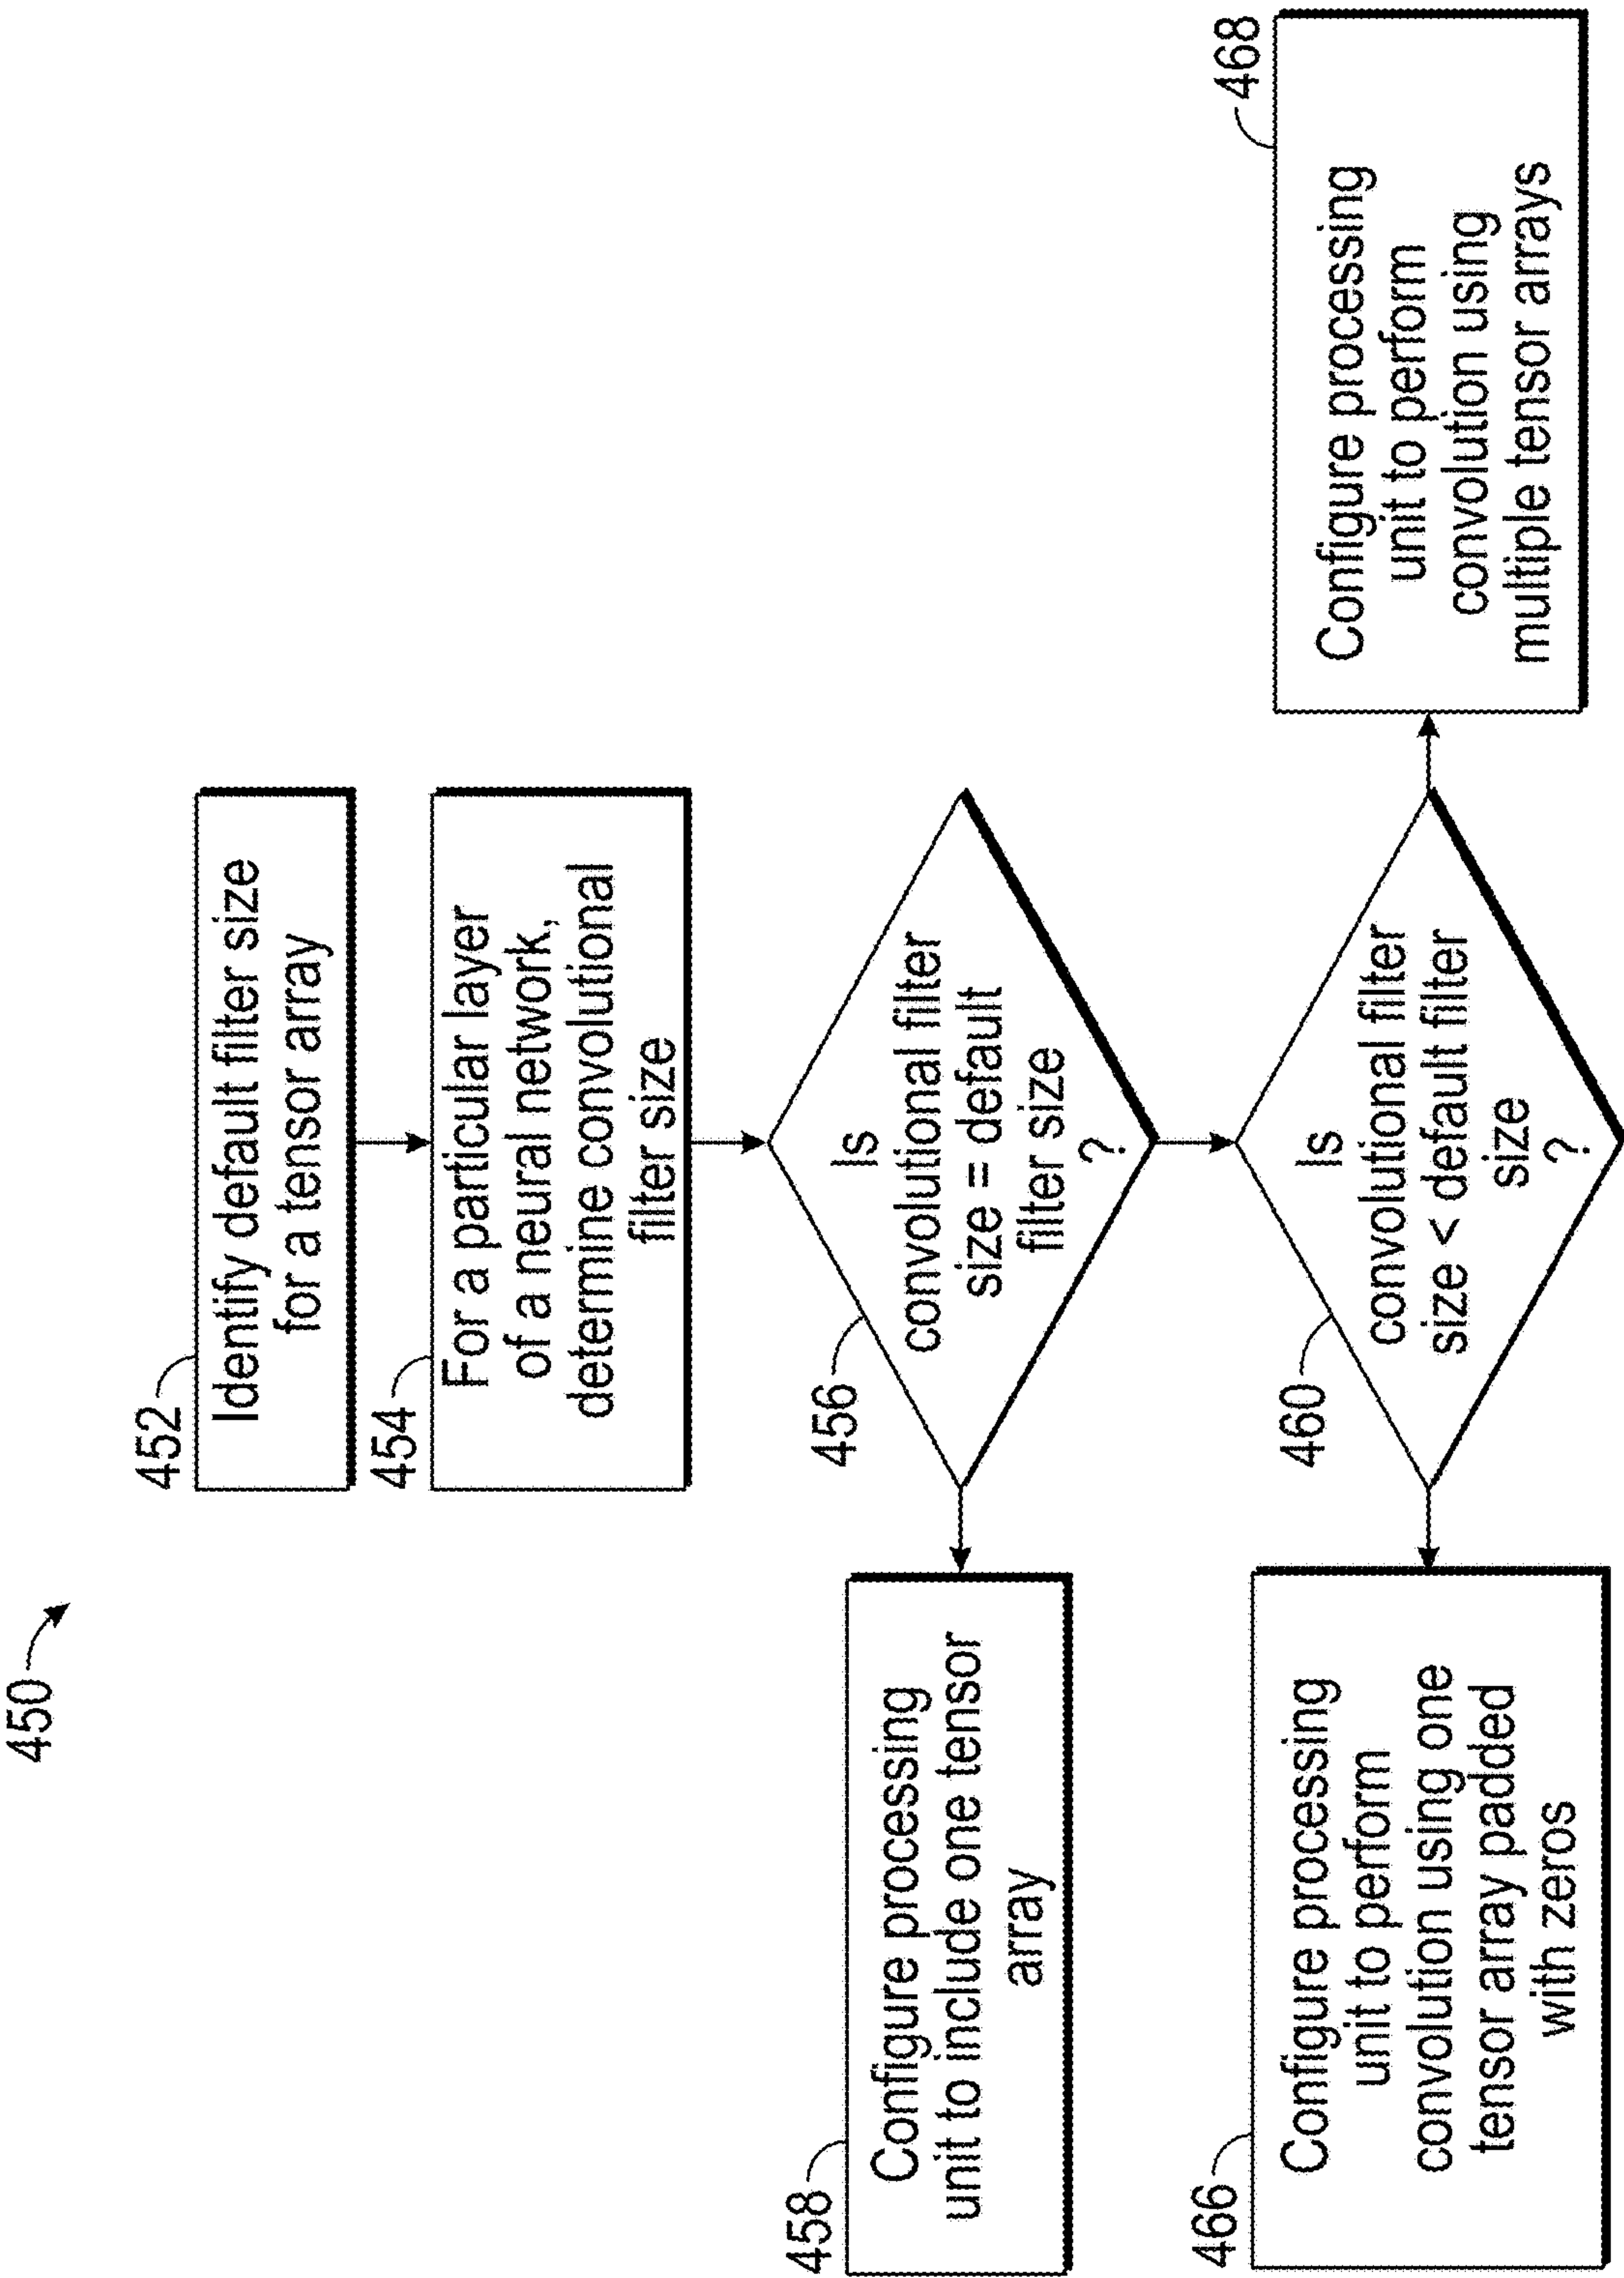 450
452
Identify default filter size
for a tensor array
454
For a particular layer
of a neural network,
determine convolutional
filter size
456
Is
convolutional filter
size = default
filter size
?
458
Configure processing
unit to include one tensor
array
460
Is
convolutional filter
size < default filter
size
?
466
Configure processing
unit to perform
convolution using one
tensor array padded
with zeros
468
Configure processing
unit to perform
convolution using
multiple tensor arrays